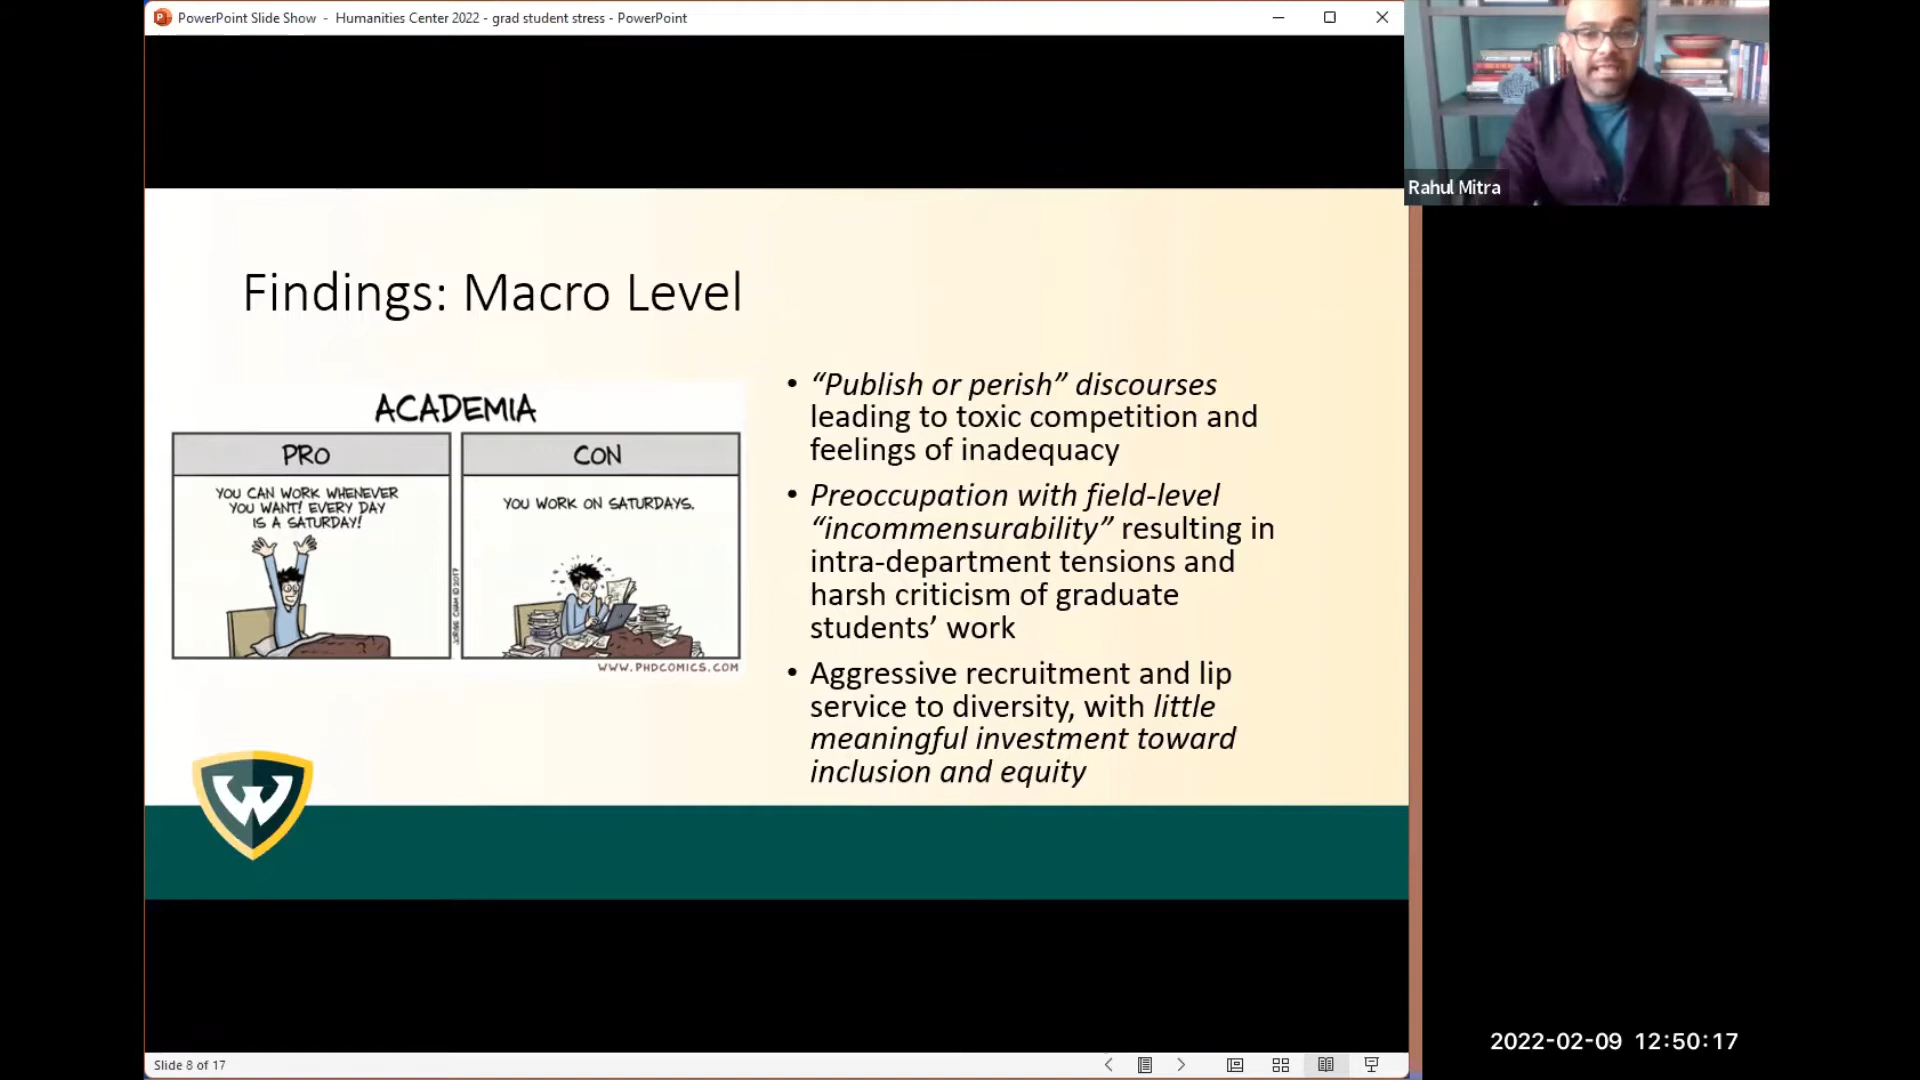 PowerPoint Slide Show - Humanities Center 2022 - grad student stress - PowerPoint
Rahul Mitra
Findings: Macro Level
ACADEMIA
PRO
YOU CAN WORK WHENEVER
YOU WANT! EVERY DAY
IS A SATURDAY!
CON
YOU WORK ON SATURDAYS.
JORGE CHAM © 2017
WWW.PHDCOMICS.COM
• “Publish or perish” discourses
leading to toxic competition and
feelings of inadequacy
• Preoccupation with field-level
“incommensurability” resulting in
intra-department tensions and
harsh criticism of graduate
students’ work
• Aggressive recruitment and lip
service to diversity, with little
meaningful investment toward
inclusion and equity
W
2022-02-09 12:50:17
Slide 8 of 17